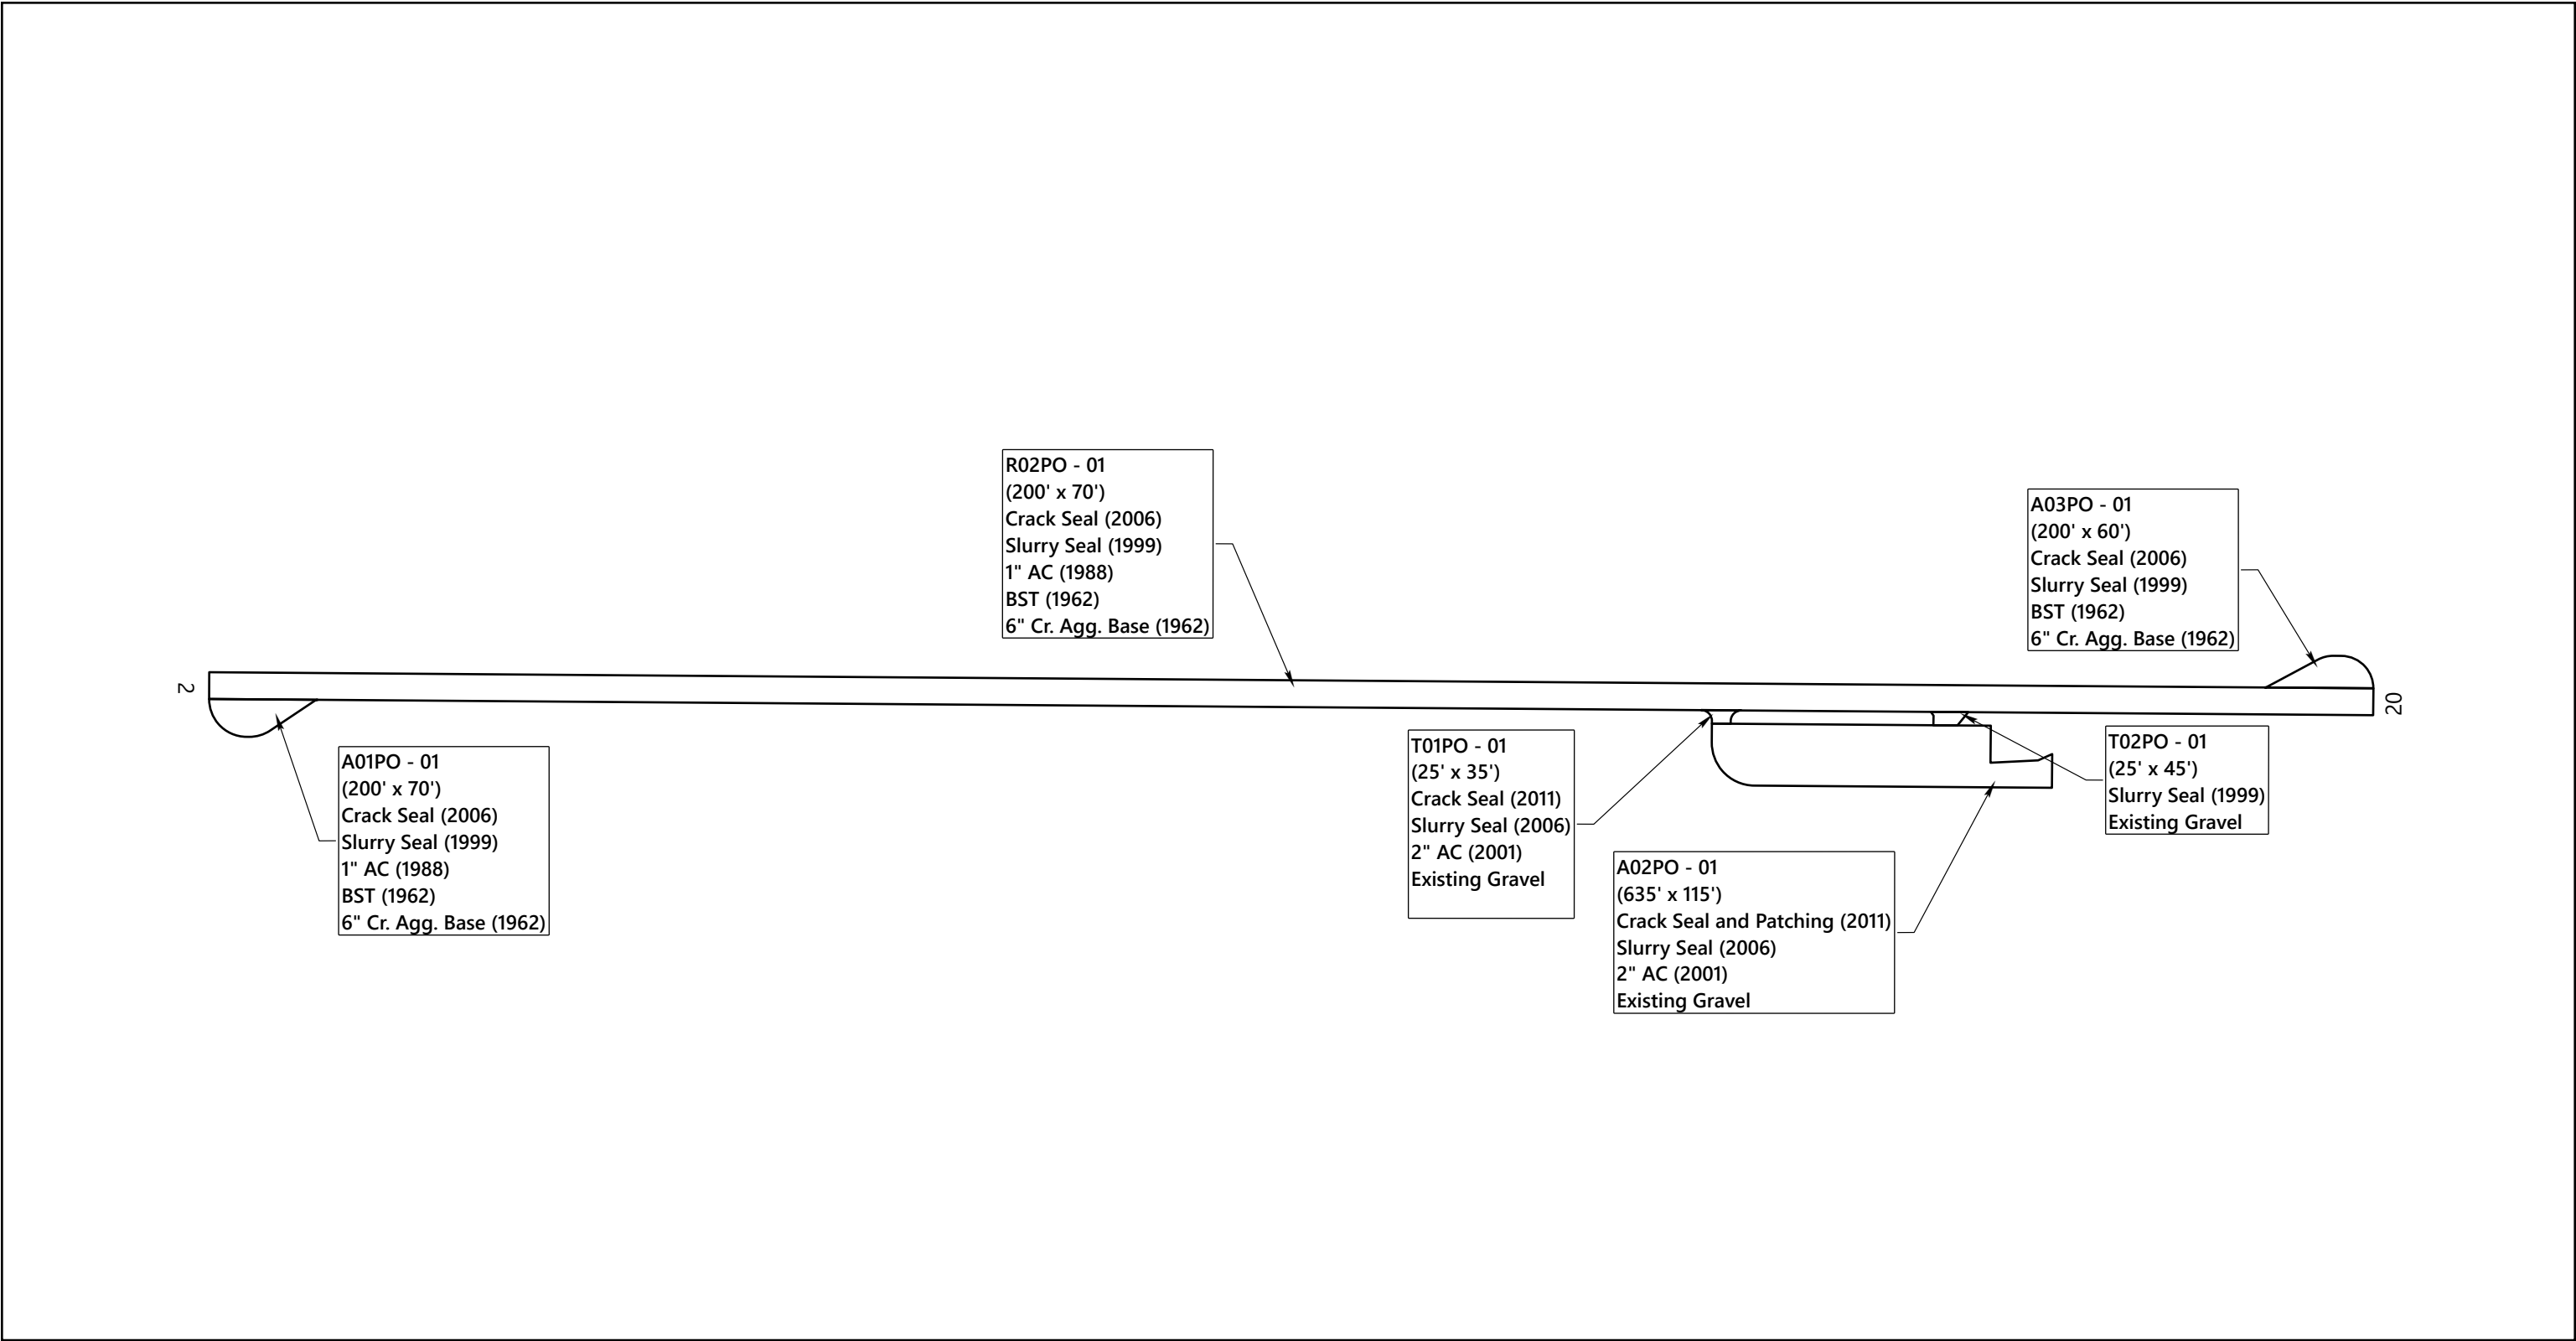 R02PO - 01
(200' x 70')
Crack Seal (2006)
Slurry Seal (1999)
1" AC (1988)
BST (1962)
6" Cr. Agg. Base (1962)
A03PO - 01
(200' x 60')
Crack Seal (2006)
Slurry Seal (1999)
BST (1962)
6" Cr. Agg. Base (1962)
2
20
A01PO - 01
(200' x 70')
Crack Seal (2006)
Slurry Seal (1999)
1" AC (1988)
BST (1962)
6" Cr. Agg. Base (1962)
T01PO - 01
(25' x 35')
Crack Seal (2011)
Slurry Seal (2006)
2" AC (2001)
Existing Gravel
T02PO - 01
(25' x 45')
Slurry Seal (1999)
Existing Gravel
A02PO - 01
(635' x 115')
Crack Seal and Patching (2011)
Slurry Seal (2006)
2" AC (2001)
Existing Gravel